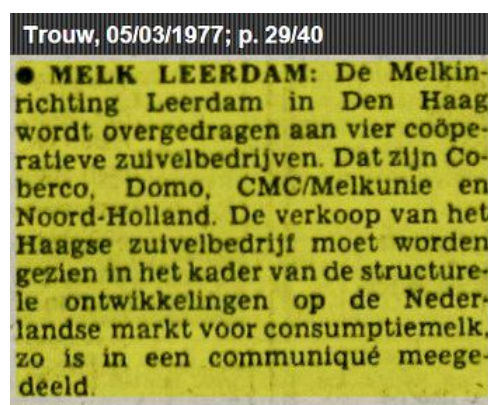 Trouw, 05/03/1977; p. 29/40
● MELK LEERDAM: De Melkin-
richting Leerdam in Den Haag
wordt overgedragen aan vier coöpe-
ratieve zuivelbedrijven. Dat zijn Co-
berco, Domo, CMC/Melkunie en
Noord-Holland. De verkoop van het
Haagse zuivelbedrijf moet worden
gezien in het kader van de structure-
le ontwikkelingen op de Neder-
landse markt voor consumptiemelk,
zo is in een communiqué meege-
deeld.